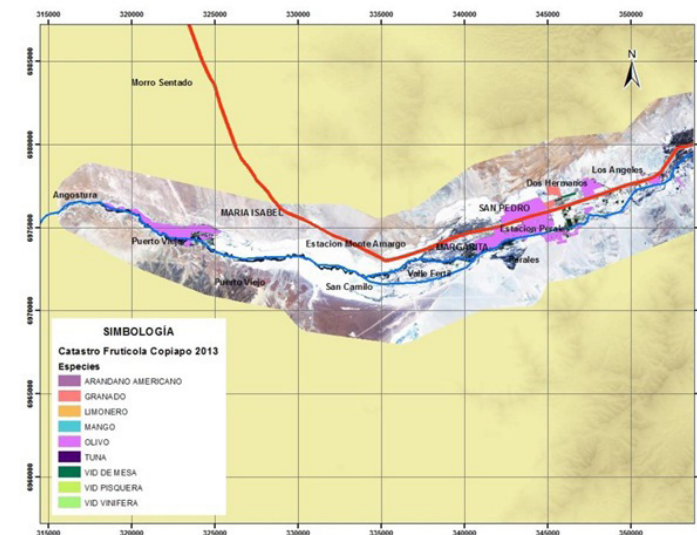 315000 320000 325000 330000 335000 340000 345000 350000
N
6985000
Morro Sentado
6980000
Los Angeles
Dos Hermanos
Angostura
SAN PEDRO
MARIA ISABEL
6975000
Estacion Perales
Puerto Viejo
Estacion Monte Amargo
MARGARITA
Perales
Valle Fertil
Puerto Viejo
San Camilo
6970000
SIMBOLOGÍA
Catastro Fruticola Copiapo 2013
Especies
ARANDANO AMERICANO
GRANADO
LIMONERO
MANGO
OLIVO
TUNA
VID DE MESA
VID PISQUERA
VID VINIFERA
6965000
6960000
315000 320000 325000 330000 335000 340000 345000 350000